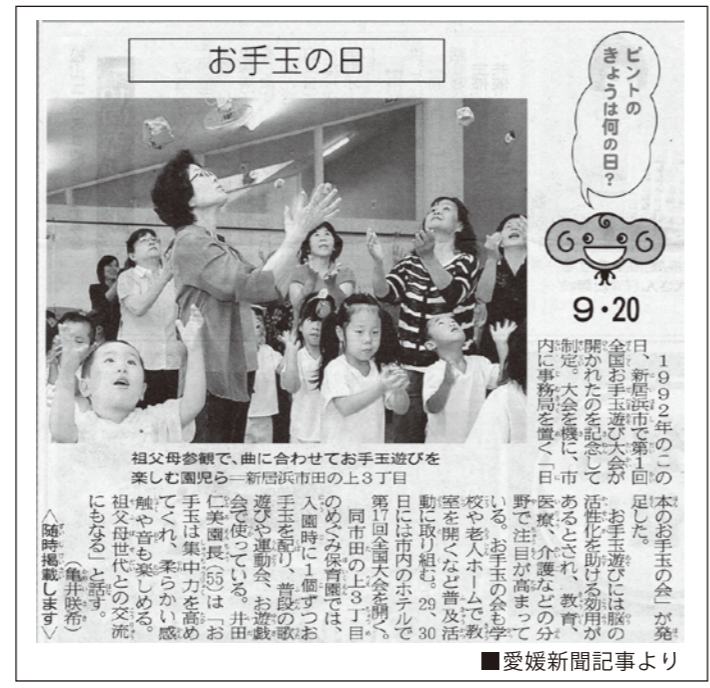 お手玉の日
ピントの
きょうは何の日?
9・20
1992年のこの
日、新居浜市で第1回
全国お手玉遊び大会が
開かれたのを記念して
制定。大会を機に、市
内に事務局を置く「日
本のお手玉の会」が発
足した。
お手玉遊びには脳の
活性化を助ける効用が
あるとされ、教育、
医療、介護などの分
野で注目が高まって
いる。お手玉の会も学
校や老人ホームで教
室を開くなど普及活
動に取り組む。29、30
日には市内のホテルで
第17回全国大会を開く。
同市田の上3丁目
のめぐみ保育園では、
入園時に1個ずつお
手玉を配り、普段の歌
遊びや運動会、お遊戯
会で使っている。井田
仁美園長(55)は「お
手玉は集中力を高め
てくれ、柔らかい感
触や音も楽しめる。
祖父母世代との交流
にもなる」と話す。
(亀井咲希)
〈随時掲載します〉
祖父母参観で、曲に合わせてお手玉遊びを
楽しむ園児ら=新居浜市田の上3丁目
■愛媛新聞記事より